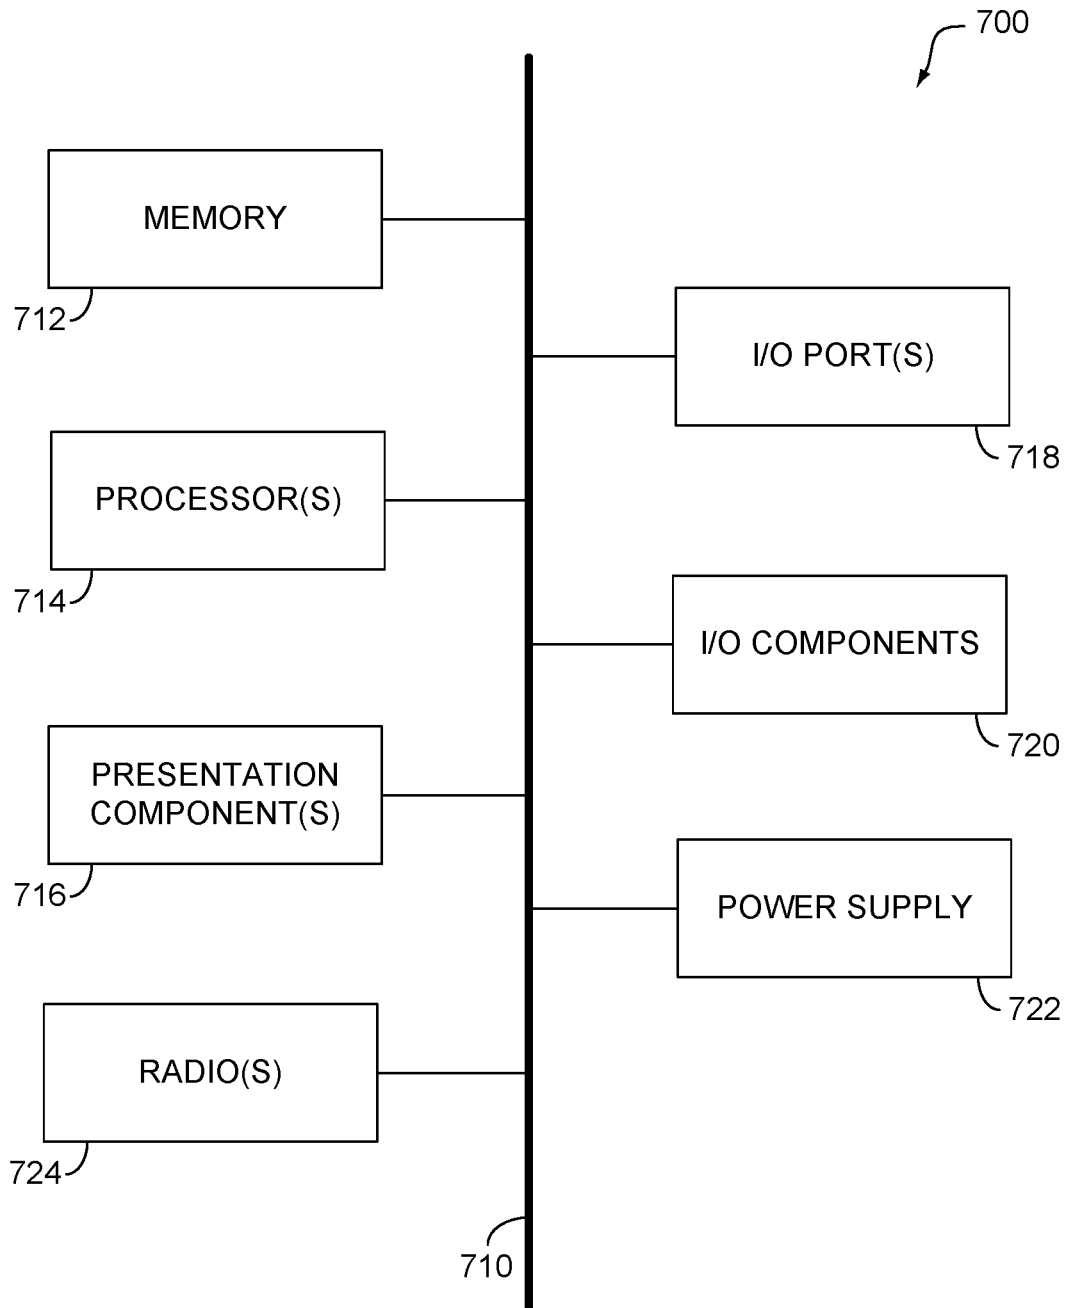 700
MEMORY
712
I/O PORT(S)
718
PROCESSOR(S)
714
I/O COMPONENTS
720
PRESENTATION
COMPONENT(S)
716
POWER SUPPLY
722
RADIO(S)
724
710